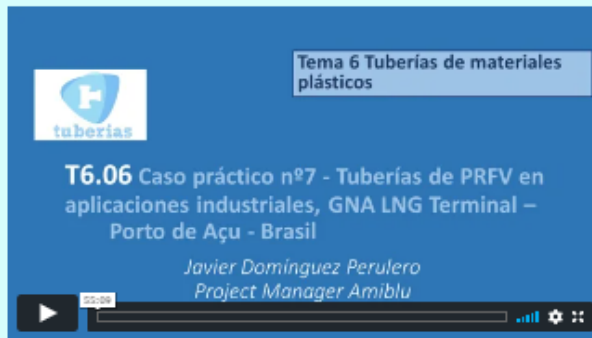 Tema 6 Tuberías de materiales
plásticos
tuberías
T6.06 Caso práctico nº7 - Tuberías de PRFV en
aplicaciones industriales, GNA LNG Terminal –
Porto de Açu - Brasil
Javier Domínguez Perulero
Project Manager Amiblu
55:09